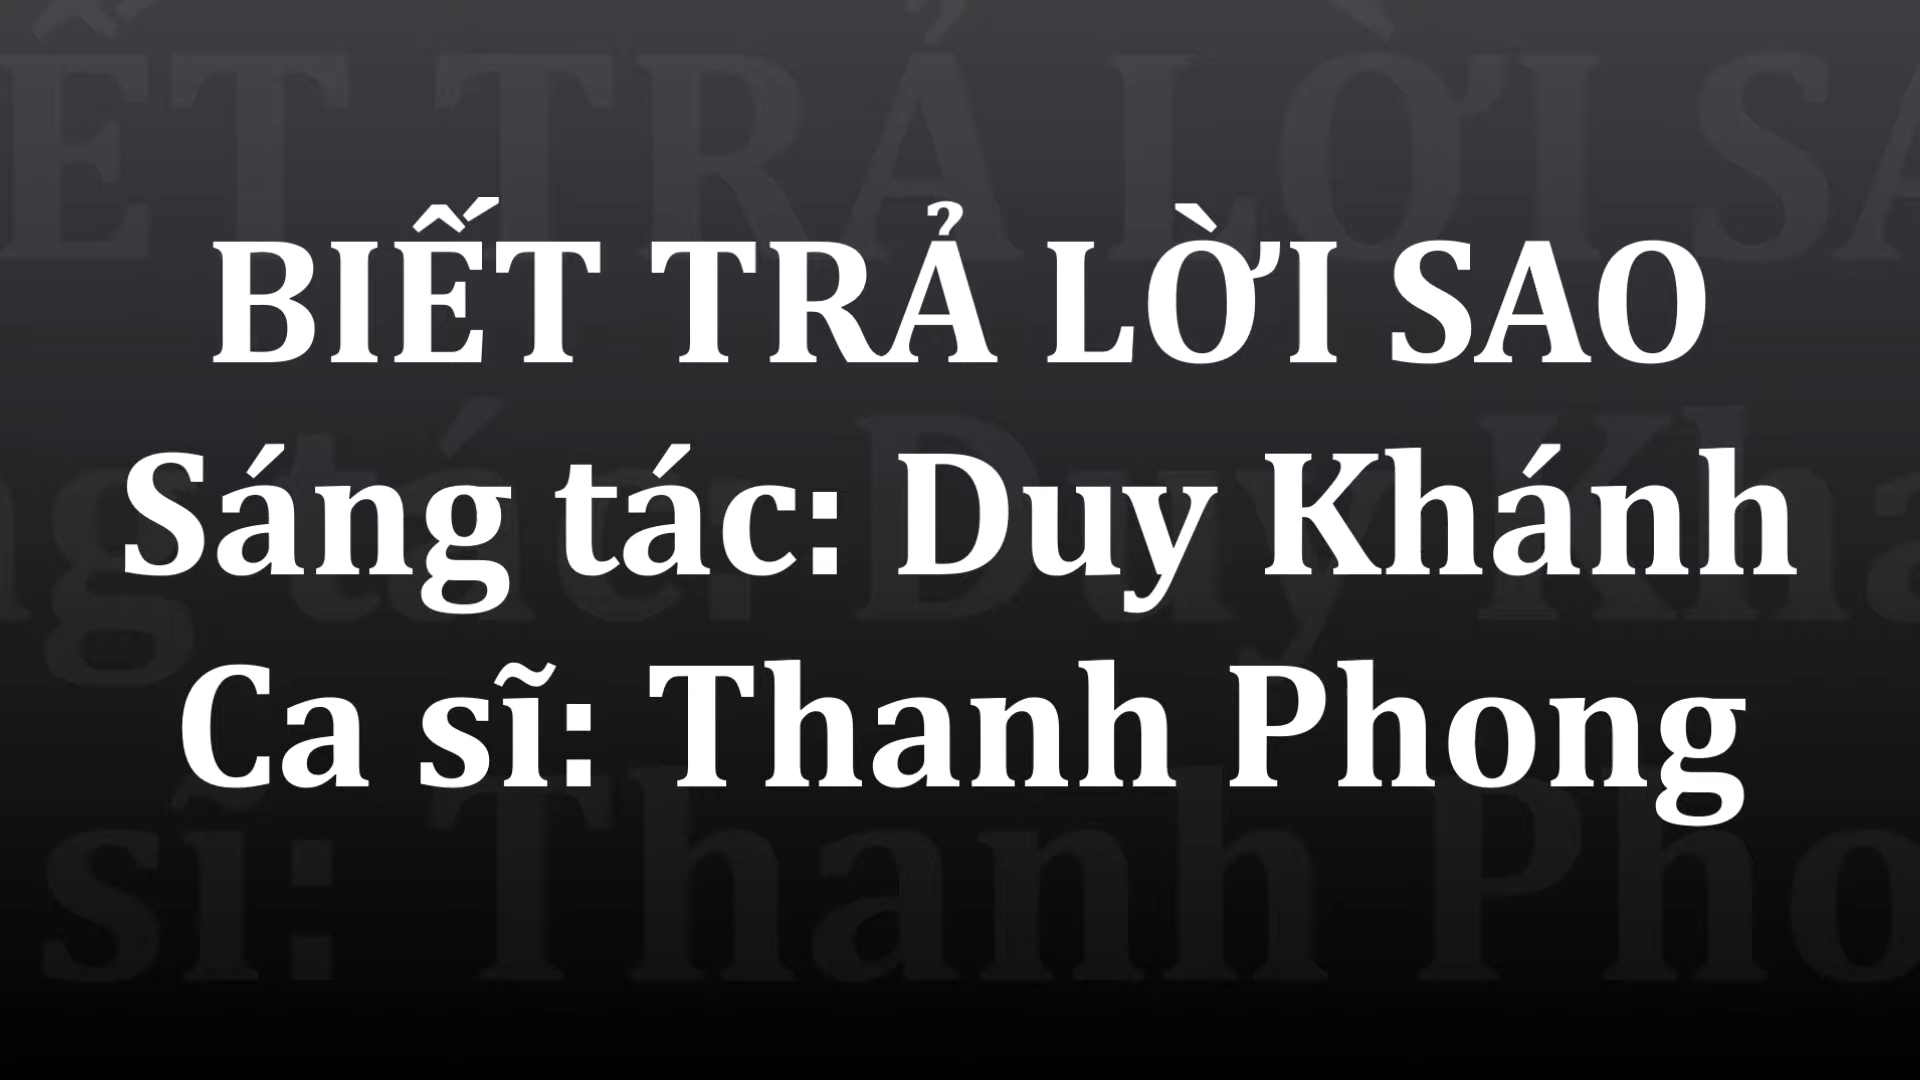 BIẾT TRẢ LỜI SAO
Sáng tác: Duy Khánh
Ca sĩ: Thanh Phong